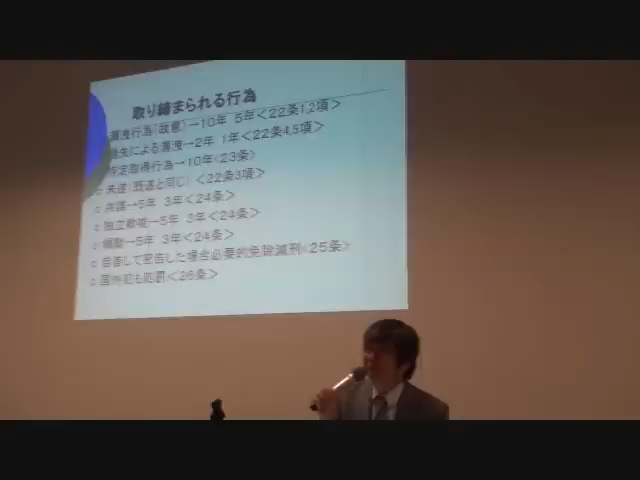 取り締まられる行為
漏洩行為(故意)→10年 5年<22条1,2項>
過失による漏洩→2年 1年<22条4,5項>
特定取得行為→10年(23条)
○ 未遂(既遂と同じ) <22条3項>
○ 共謀→5年 3年<24条>
○ 独立教唆→5年 3年<24条>
○ 煽動→5年 3年<24条>
○ 自首して密告した場合必要的免除減刑<25条>
○ 国外犯も処罰<26条>